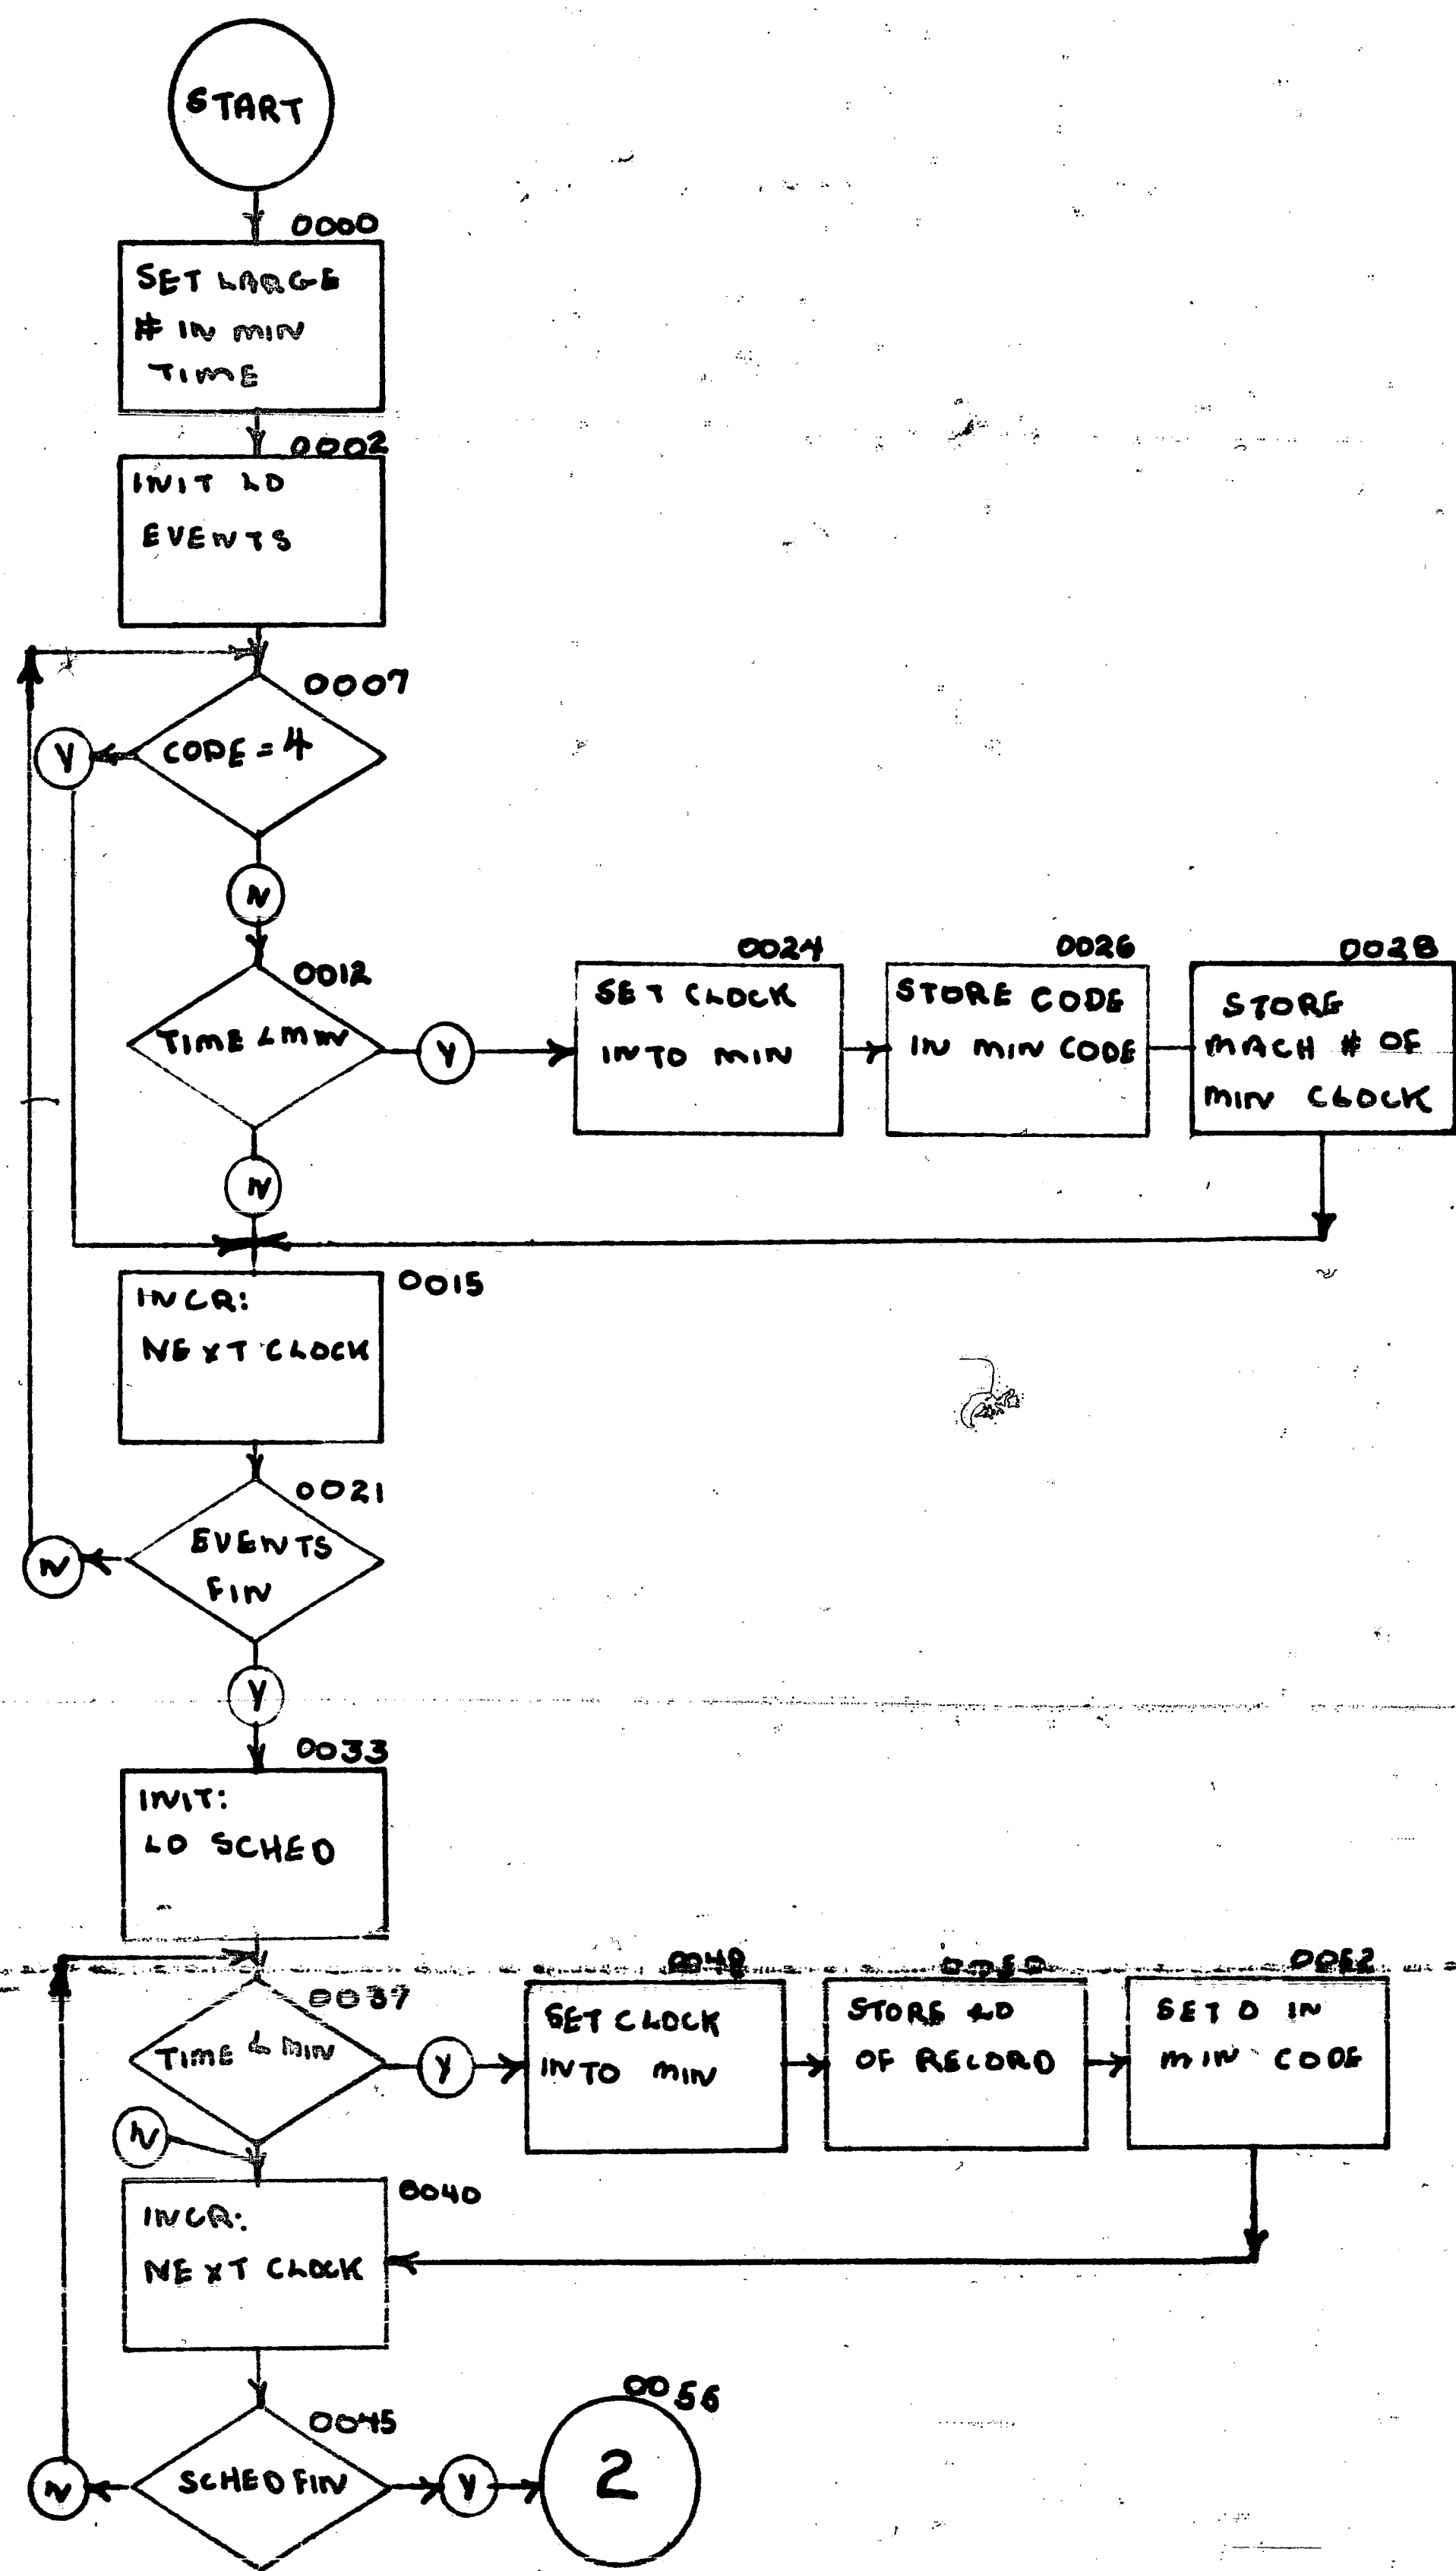 START
0000
SET LARGE
# IN MIN
TIME
0002
INIT LD
EVENTS
0007
CODE = 4
Y
N
0012
TIME < MIN
Y
0024
SET CLOCK
INTO MIN
0026
STORE CODE
IN MIN CODE
0028
STORE
MACH # OF
MIN CLOCK
N
0015
INCR:
NEXT CLOCK
0021
EVENTS
FIN
N
Y
0033
INIT:
LD SCHED
0037
TIME < MIN
Y
0048
SET CLOCK
INTO MIN
0050
STORE LD
OF RECORD
0052
SET 0 IN
MIN CODE
N
0040
INCR:
NEXT CLOCK
0045
SCHED FIN
N
Y
0056
2